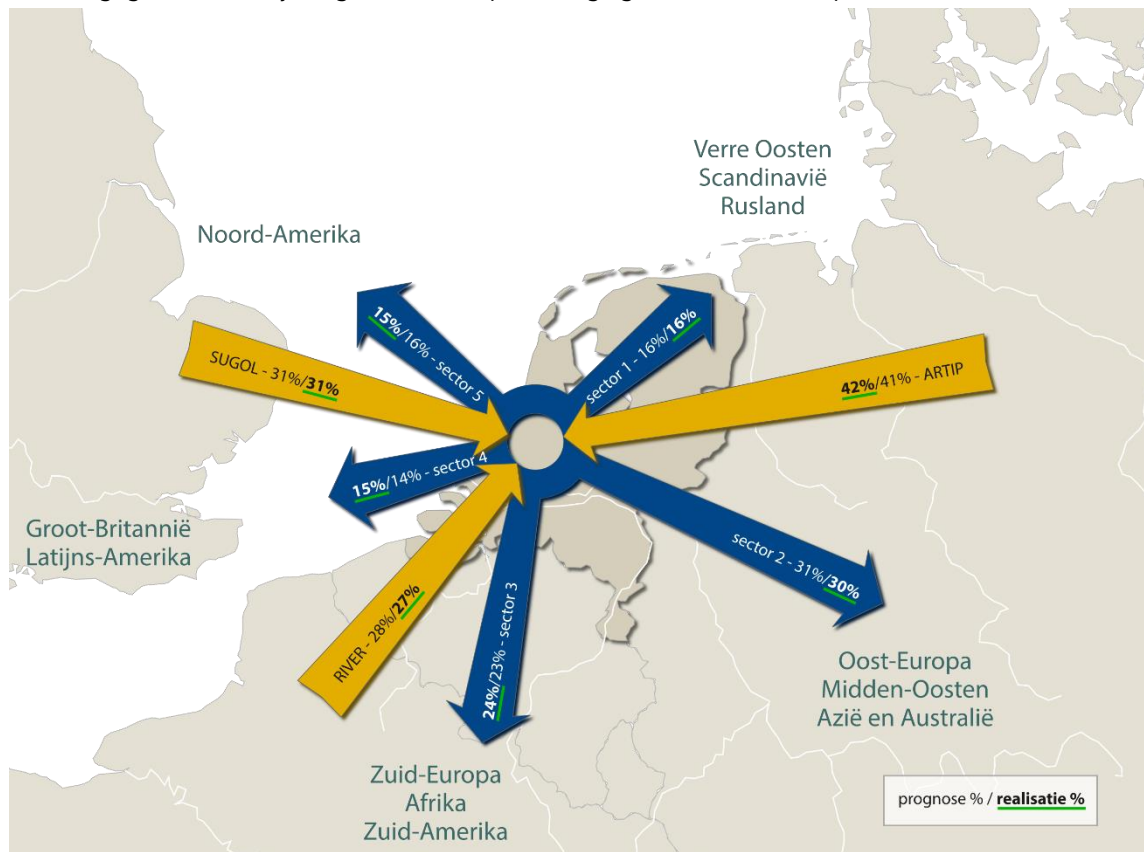 Verre Oosten
Scandinavië
Rusland
Noord-Amerika
15%/16% - sector 5
sector 1 - 16%/16%
SUGOL - 31%/31%
42%/41% - ARTIP
15%/14% - sector 4
Groot-Britannië
Latijns-Amerika
sector 2 - 31%/30%
RIVER - 28%/27%
24%/23% - sector 3
Oost-Europa
Midden-Oosten
Azië en Australië
Zuid-Europa
Afrika
Zuid-Amerika
prognose % / realisatie %